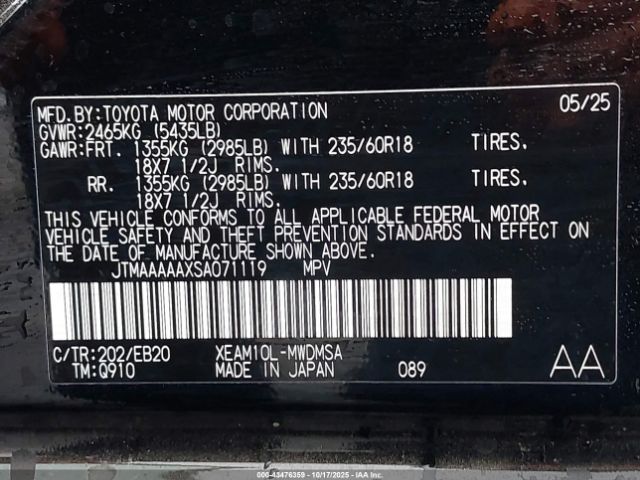 MFD.BY:TOYOTA MOTOR CORPORATION 05/25
GVWR:2465KG (5435LB)
GAWR:FRT. 1355KG (2985LB) WITH 235/60R18 TIRES.
18X7 1/2J RIMS.
RR. 1355KG (2985LB) WITH 235/60R18 TIRES.
18X7 1/2J RIMS.
THIS VEHICLE CONFORMS TO ALL APPLICABLE FEDERAL MOTOR
VEHICLE SAFETY AND THEFT PREVENTION STANDARDS IN EFFECT ON
THE DATE OF MANUFACTURE SHOWN ABOVE.
JTMAAAAAXSA071119 MPV
C/TR:202/EB20 XEAM10L-MWDMSA
TM:Q910 MADE IN JAPAN 089 AA
000-43476359 - 10/17/2025 - © IAA, INC.